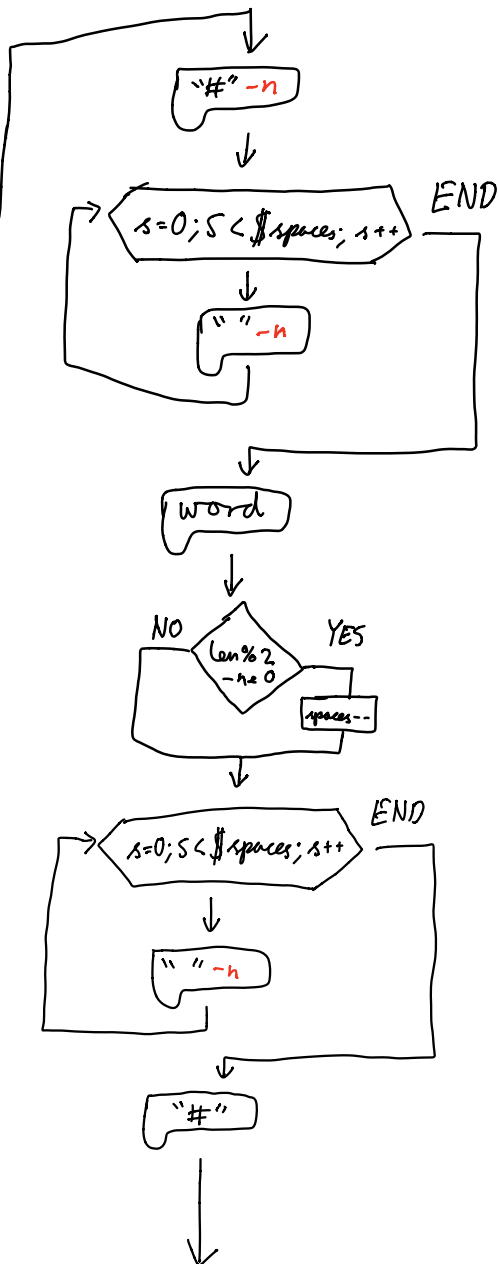 "#" -n
END
s=0; S < $spaces; s++
" " -n
word
NO
YES
len%2
-ne 0
spaces--
END
s=0; S < $spaces; s++
" " -n
"#"